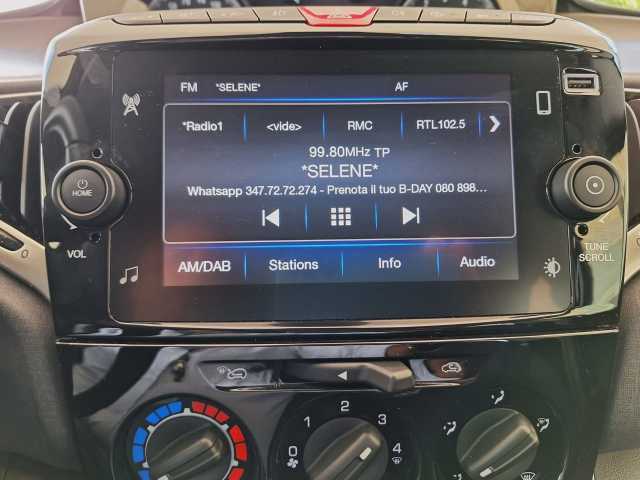 FM *SELENE* AF
*Radio1 <vide> RMC RTL102.5
99.80MHz TP
*SELENE*
Whatsapp 347.72.72.274 - Prenota il tuo B-DAY 080 898...
HOME
VOL
TUNE
SCROLL
AM/DAB Stations Info Audio
0 1 2 3 4